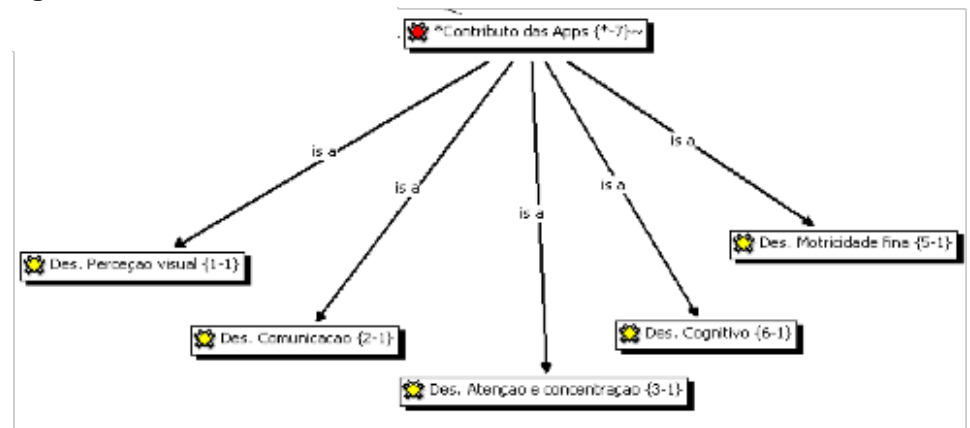 *Contributo das Apps {*-7}~
is a
is a
is a
is a
is a
Des. Perceçao visual {1-1}
Des. Comunicacao {2-1}
Des. Atençao e concentraçao {3-1}
Des. Cognitivo {6-1}
Des. Motricidade fina {5-1}